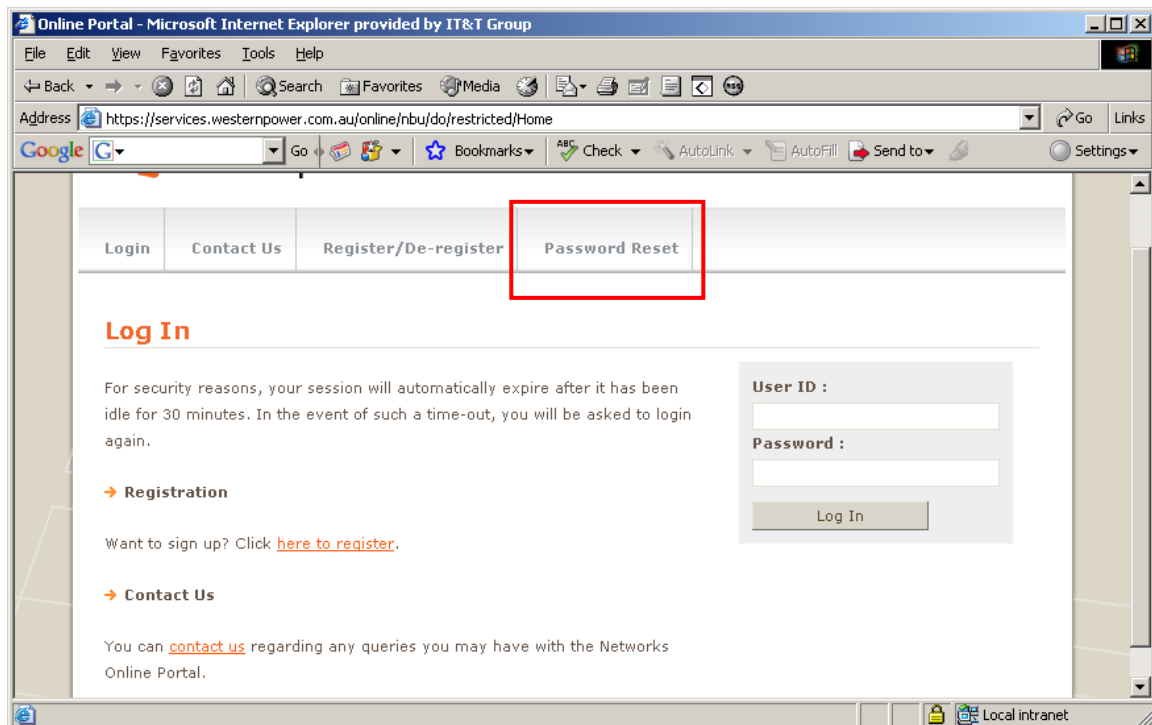 Online Portal - Microsoft Internet Explorer provided by IT&T Group
File Edit View Favorites Tools Help
Back Search Favorites Media
Address https://services.westernpower.com.au/online/nbu/do/restricted/Home Go Links
Google G Go Bookmarks ABC Check AutoLink AutoFill Send to Settings
Login Contact Us Register/De-register Password Reset
Log In
For security reasons, your session will automatically expire after it has been
idle for 30 minutes. In the event of such a time-out, you will be asked to login
again.
User ID :
Password :
Log In
Registration
Want to sign up? Click here to register.
Contact Us
You can contact us regarding any queries you may have with the Networks
Online Portal.
Local intranet